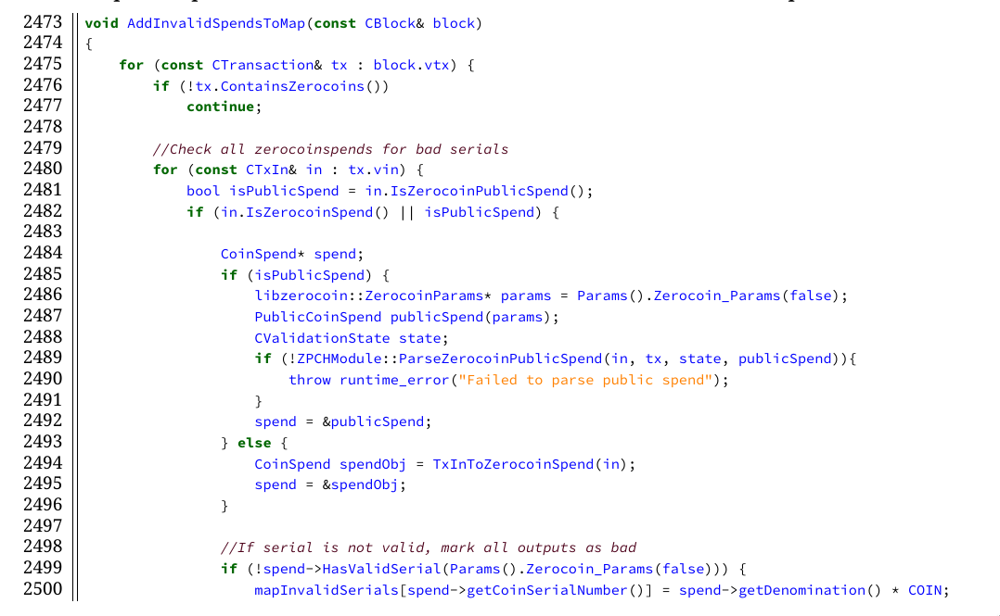 2473 void AddInvalidSpendsToMap(const CBlock& block)
2474 {
2475     for (const CTransaction& tx : block.vtx) {
2476         if (!tx.ContainsZerocoins())
2477             continue;
2478
2479         //Check all zerocoinspends for bad serials
2480         for (const CTxIn& in : tx.vin) {
2481             bool isPublicSpend = in.IsZerocoinPublicSpend();
2482             if (in.IsZerocoinSpend() || isPublicSpend) {
2483
2484                 CoinSpend* spend;
2485                 if (isPublicSpend) {
2486                     libzerocoin::ZerocoinParams* params = Params().Zerocoin_Params(false);
2487                     PublicCoinSpend publicSpend(params);
2488                     CValidationState state;
2489                     if (!ZPCHModule::ParseZerocoinPublicSpend(in, tx, state, publicSpend)){
2490                         throw runtime_error("Failed to parse public spend");
2491                     }
2492                     spend = &publicSpend;
2493                 } else {
2494                     CoinSpend spendObj = TxInToZerocoinSpend(in);
2495                     spend = &spendObj;
2496                 }
2497
2498                 //If serial is not valid, mark all outputs as bad
2499                 if (!spend->HasValidSerial(Params().Zerocoin_Params(false))) {
2500                     mapInvalidSerials[spend->getCoinSerialNumber()] = spend->getDenomination() * COIN;